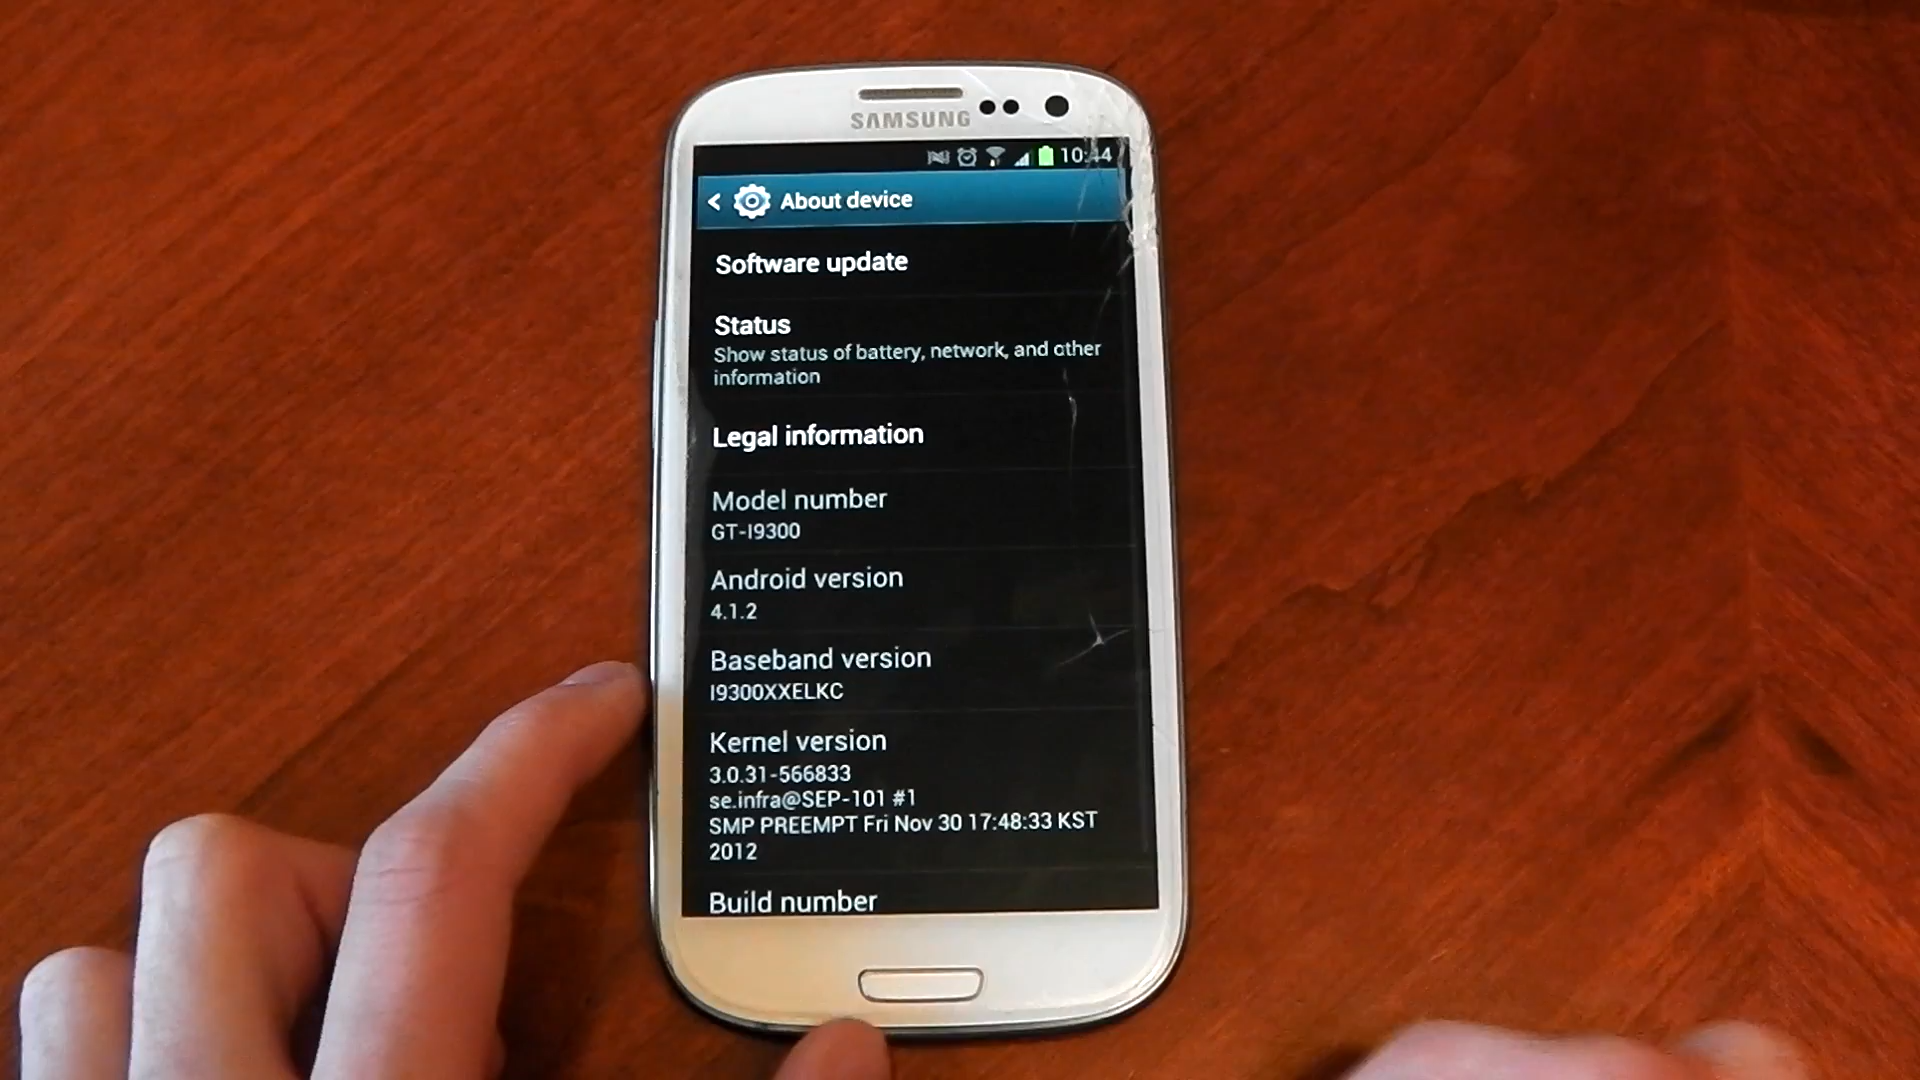 SAMSUNG
10:44
About device
Software update
Status
Show status of battery, network, and other
information
Legal information
Model number
GT-I9300
Android version
4.1.2
Baseband version
I9300XXELKC
Kernel version
3.0.31-566833
se.infra@SEP-101 #1
SMP PREEMPT Fri Nov 30 17:48:33 KST
2012
Build number